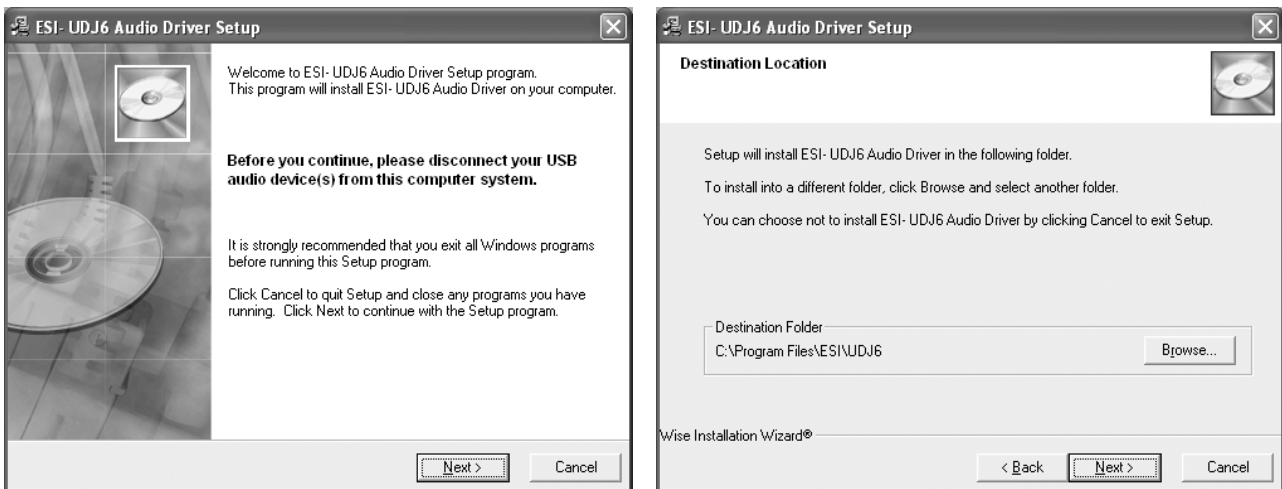 ESI- UDJ6 Audio Driver Setup
Welcome to ESI- UDJ6 Audio Driver Setup program.
This program will install ESI- UDJ6 Audio Driver on your computer.
Before you continue, please disconnect your USB
audio device(s) from this computer system.
It is strongly recommended that you exit all Windows programs
before running this Setup program.
Click Cancel to quit Setup and close any programs you have
running. Click Next to continue with the Setup program.
Next >
Cancel
ESI- UDJ6 Audio Driver Setup
Destination Location
Setup will install ESI- UDJ6 Audio Driver in the following folder.
To install into a different folder, click Browse and select another folder.
You can choose not to install ESI- UDJ6 Audio Driver by clicking Cancel to exit Setup.
Destination Folder
C:\Program Files\ESI\UDJ6
Browse...
Wise Installation Wizard®
< Back
Next >
Cancel